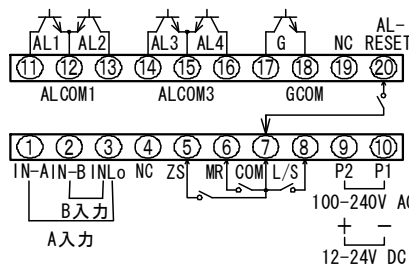 AL1 AL2 AL3 AL4 G NC AL-
RESET
11 12 13 14 15 16 17 18 19 20
ALCOM1 ALCOM3 GCOM
1 2 3 4 5 6 7 8 9 10
IN-A IN-B INLo NC ZS MR COM L/S P2 P1
B入力
A入力
100-240V AC
+ −
12-24V DC